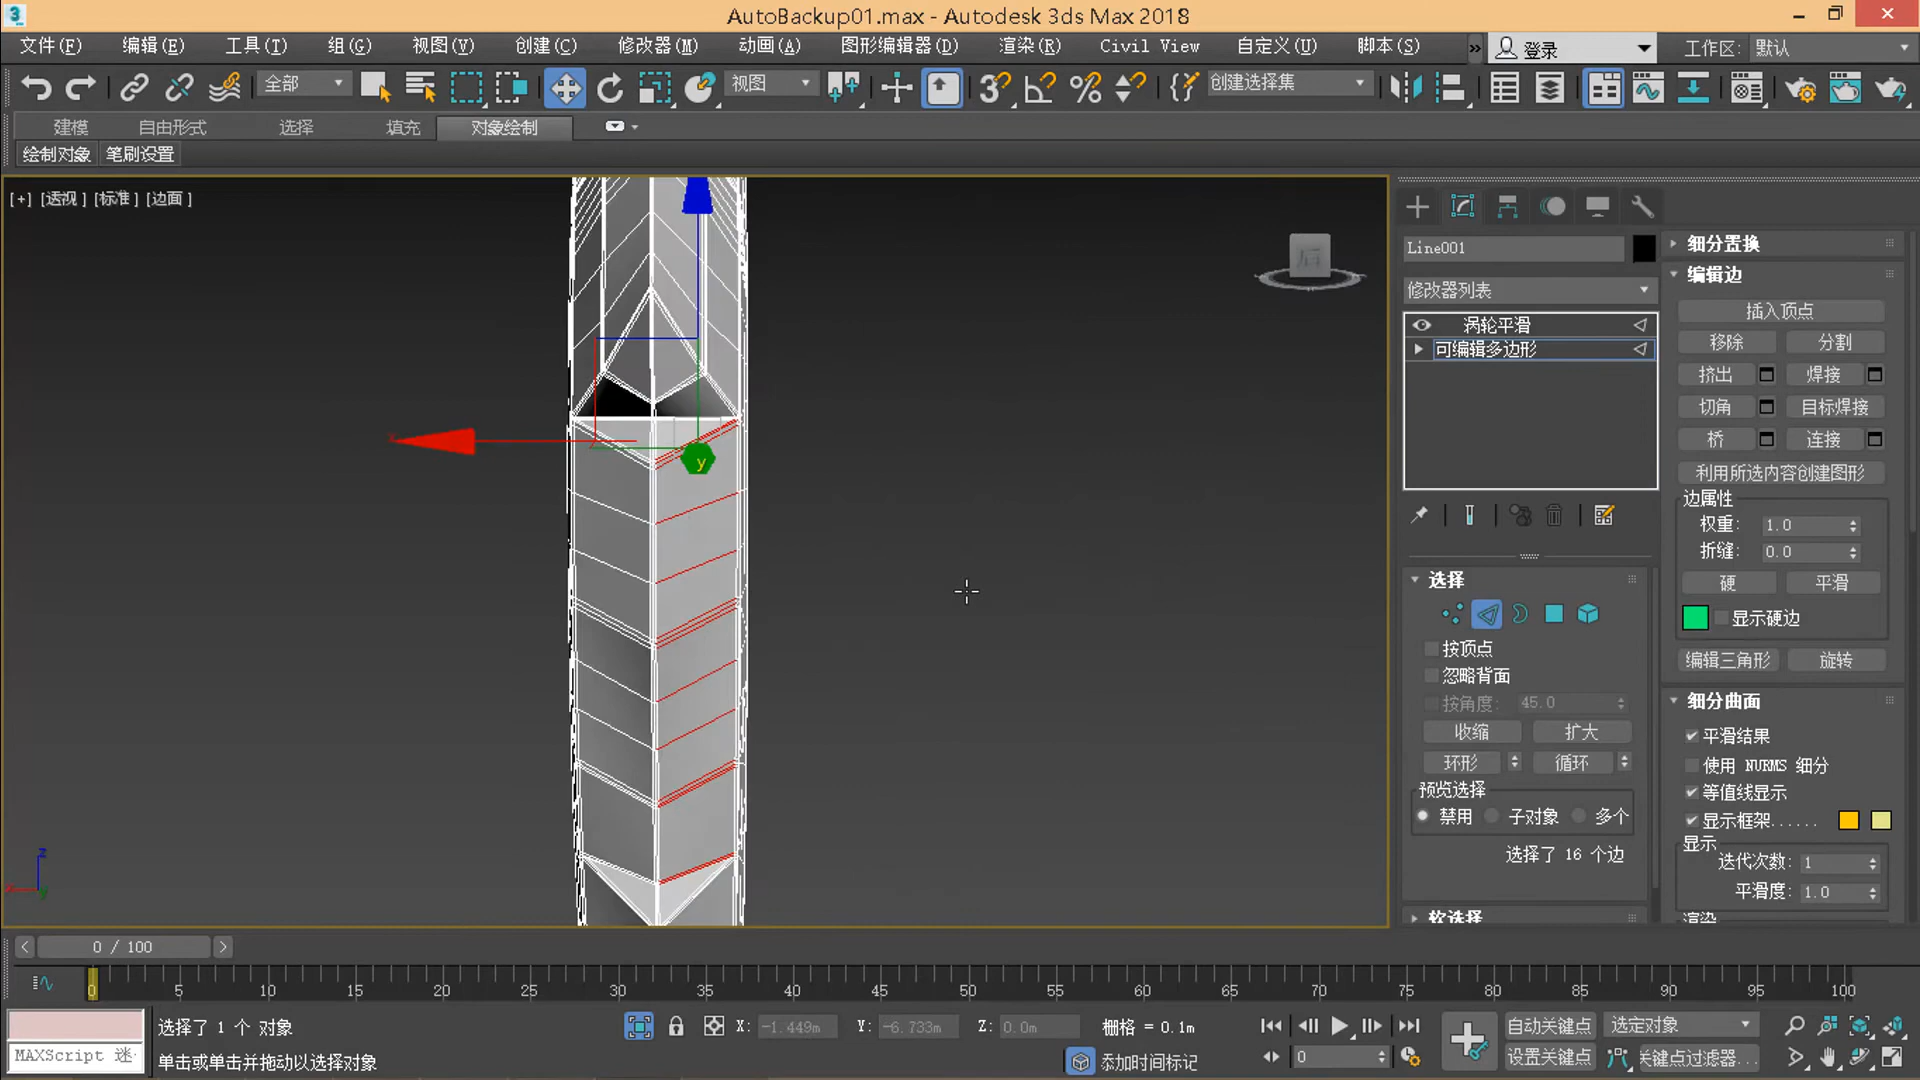 AutoBackup01.max - Autodesk 3ds Max 2018
文件(F) 编辑(E) 工具(T) 组(G) 视图(V) 创建(C) 修改器(M) 动画(A) 图形编辑器(D) 渲染(R) Civil View 自定义(U) 脚本(S) » 登录 工作区: 默认
全部 视图 创建选择集
建模 自由形式 选择 填充 对象绘制
绘制对象 笔刷设置
[+] [透视] [标准] [边面]
后
y
x
z
Line001
修改器列表
涡轮平滑
可编辑多边形
选择
按顶点
忽略背面
按角度: 45.0
收缩 扩大
环形 循环
预览选择
禁用 子对象 多个
选择了 16 个边
软选择
细分置换
编辑边
插入顶点
移除 分割
挤出 焊接
切角 目标焊接
桥 连接
利用所选内容创建图形
边属性
权重: 1.0
折缝: 0.0
硬 平滑
显示硬边
编辑三角形 旋转
细分曲面
平滑结果
使用 NURMS 细分
等值线显示
显示框架......
显示
迭代次数: 1
平滑度: 1.0
渲染
< 0 / 100 >
0 5 10 15 20 25 30 35 40 45 50 55 60 65 70 75 80 85 90 95 100
选择了 1 个 对象 X: -1.449m Y: -6.733m Z: 0.0m 栅格 = 0.1m 自动关键点 选定对象
MAXScript 迷 单击或单击并拖动以选择对象 添加时间标记 0 设置关键点 关键点过滤器...